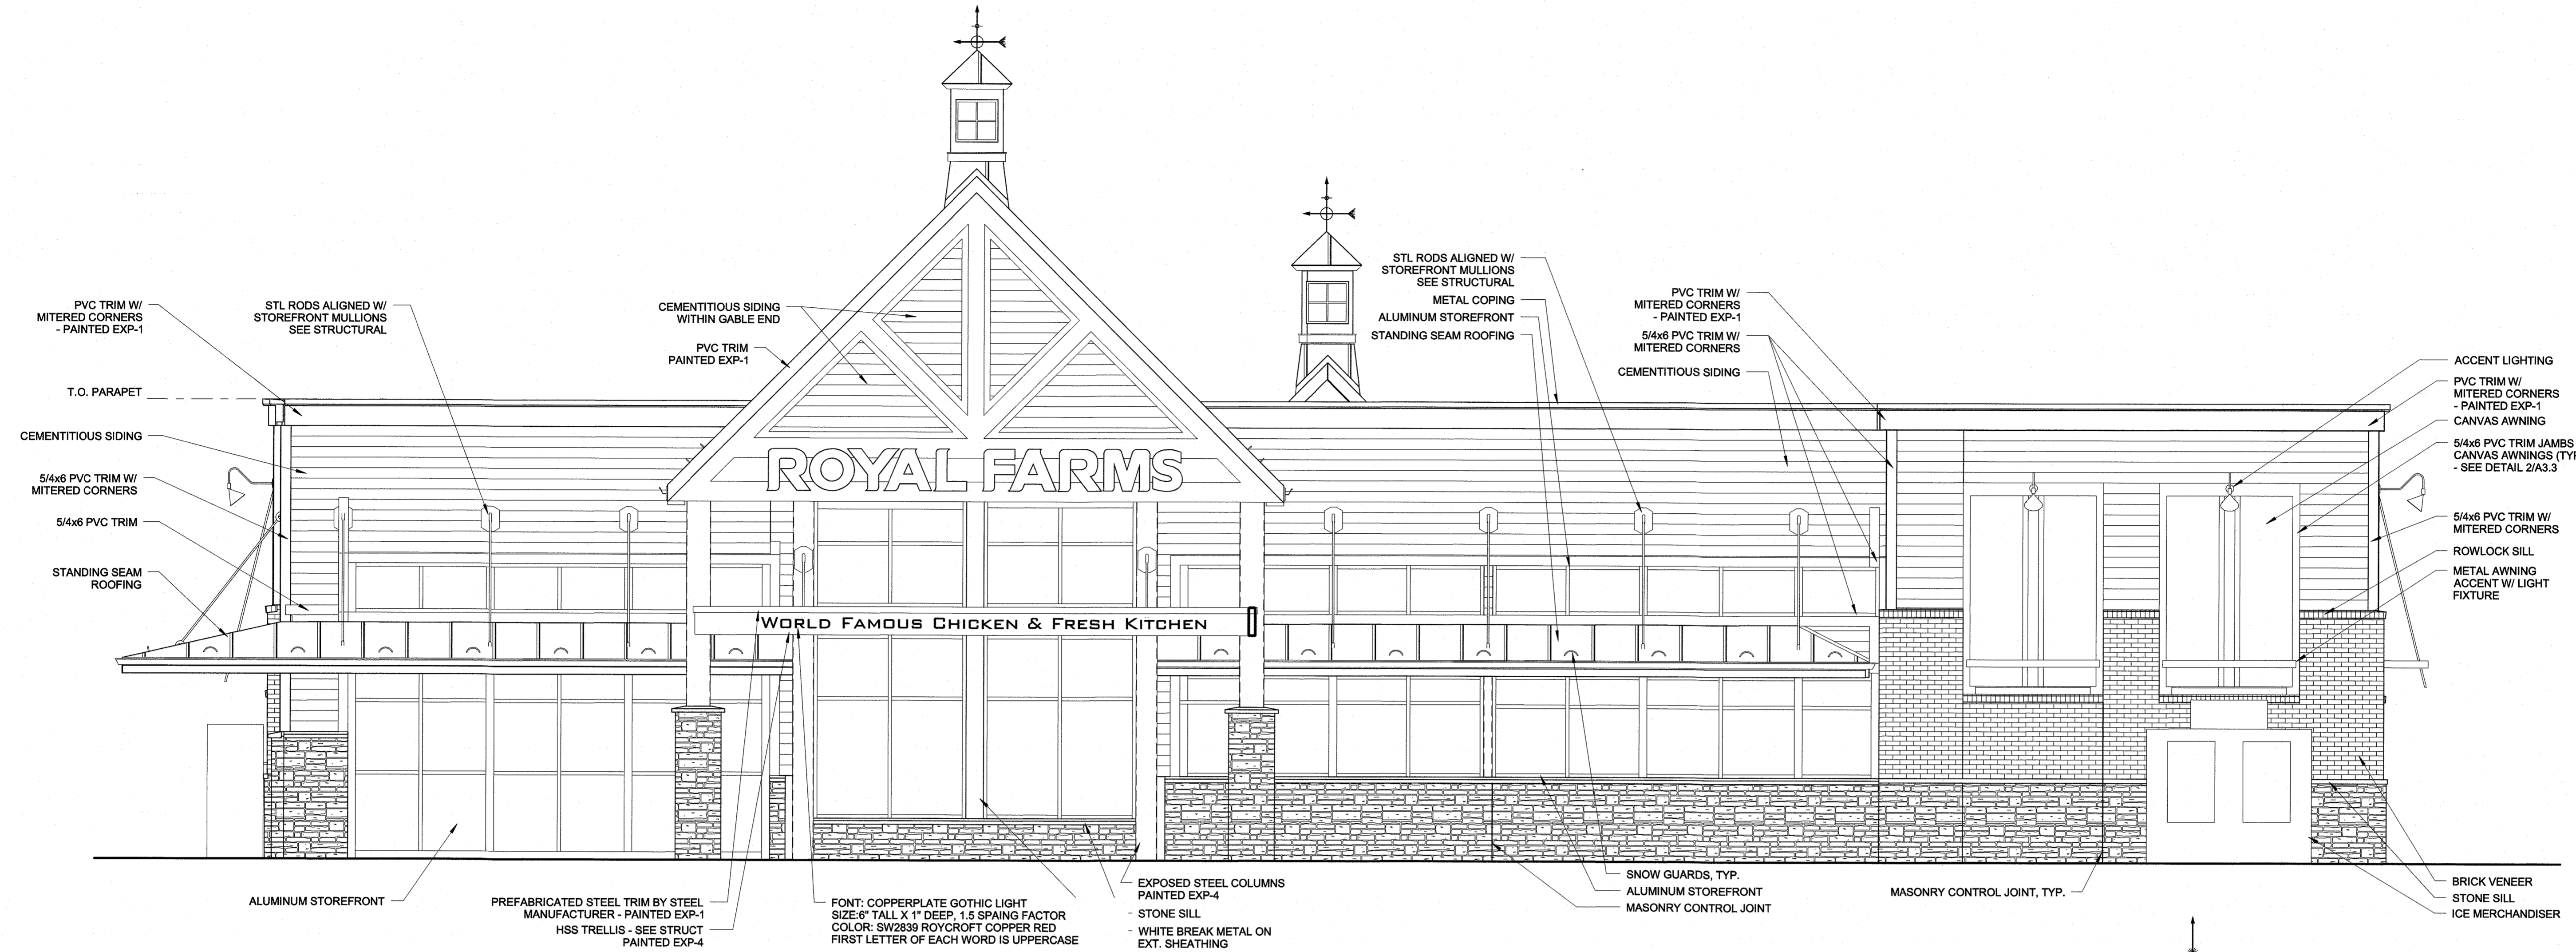 PVC TRIM W/
MITERED CORNERS
- PAINTED EXP-1
STL RODS ALIGNED W/
STOREFRONT MULLIONS
SEE STRUCTURAL
CEMENTITIOUS SIDING
WITHIN GABLE END
PVC TRIM
PAINTED EXP-1
T.O. PARAPET
CEMENTITIOUS SIDING
5/4x6 PVC TRIM W/
MITERED CORNERS
5/4x6 PVC TRIM
STANDING SEAM
ROOFING
ROYAL FARMS
WORLD FAMOUS CHICKEN & FRESH KITCHEN
STL RODS ALIGNED W/
STOREFRONT MULLIONS
SEE STRUCTURAL
METAL COPING
ALUMINUM STOREFRONT
STANDING SEAM ROOFING
PVC TRIM W/
MITERED CORNERS
- PAINTED EXP-1
5/4x6 PVC TRIM W/
MITERED CORNERS
CEMENTITIOUS SIDING
ACCENT LIGHTING
PVC TRIM W/
MITERED CORNERS
- PAINTED EXP-1
CANVAS AWNING
5/4x6 PVC TRIM JAMBS
CANVAS AWNINGS (TY
- SEE DETAIL 2/A3.3
5/4x6 PVC TRIM W/
MITERED CORNERS
ROWLOCK SILL
METAL AWNING
ACCENT W/ LIGHT
FIXTURE
ALUMINUM STOREFRONT
PREFABRICATED STEEL TRIM BY STEEL
MANUFACTURER - PAINTED EXP-1
HSS TRELLIS - SEE STRUCT
PAINTED EXP-4
FONT: COPPERPLATE GOTHIC LIGHT
SIZE:6" TALL X 1" DEEP, 1.5 SPAING FACTOR
COLOR: SW2839 ROYCROFT COPPER RED
FIRST LETTER OF EACH WORD IS UPPERCASE
EXPOSED STEEL COLUMNS
PAINTED EXP-4
- STONE SILL
- WHITE BREAK METAL ON
EXT. SHEATHING
SNOW GUARDS, TYP.
ALUMINUM STOREFRONT
MASONRY CONTROL JOINT
MASONRY CONTROL JOINT, TYP.
BRICK VENEER
STONE SILL
ICE MERCHANDISER